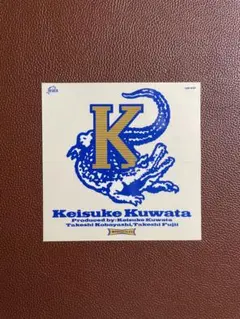 K
Keisuke Kuwata
Produced by: Keisuke Kuwata
Takeshi Kobayashi, Takeshi Fujii